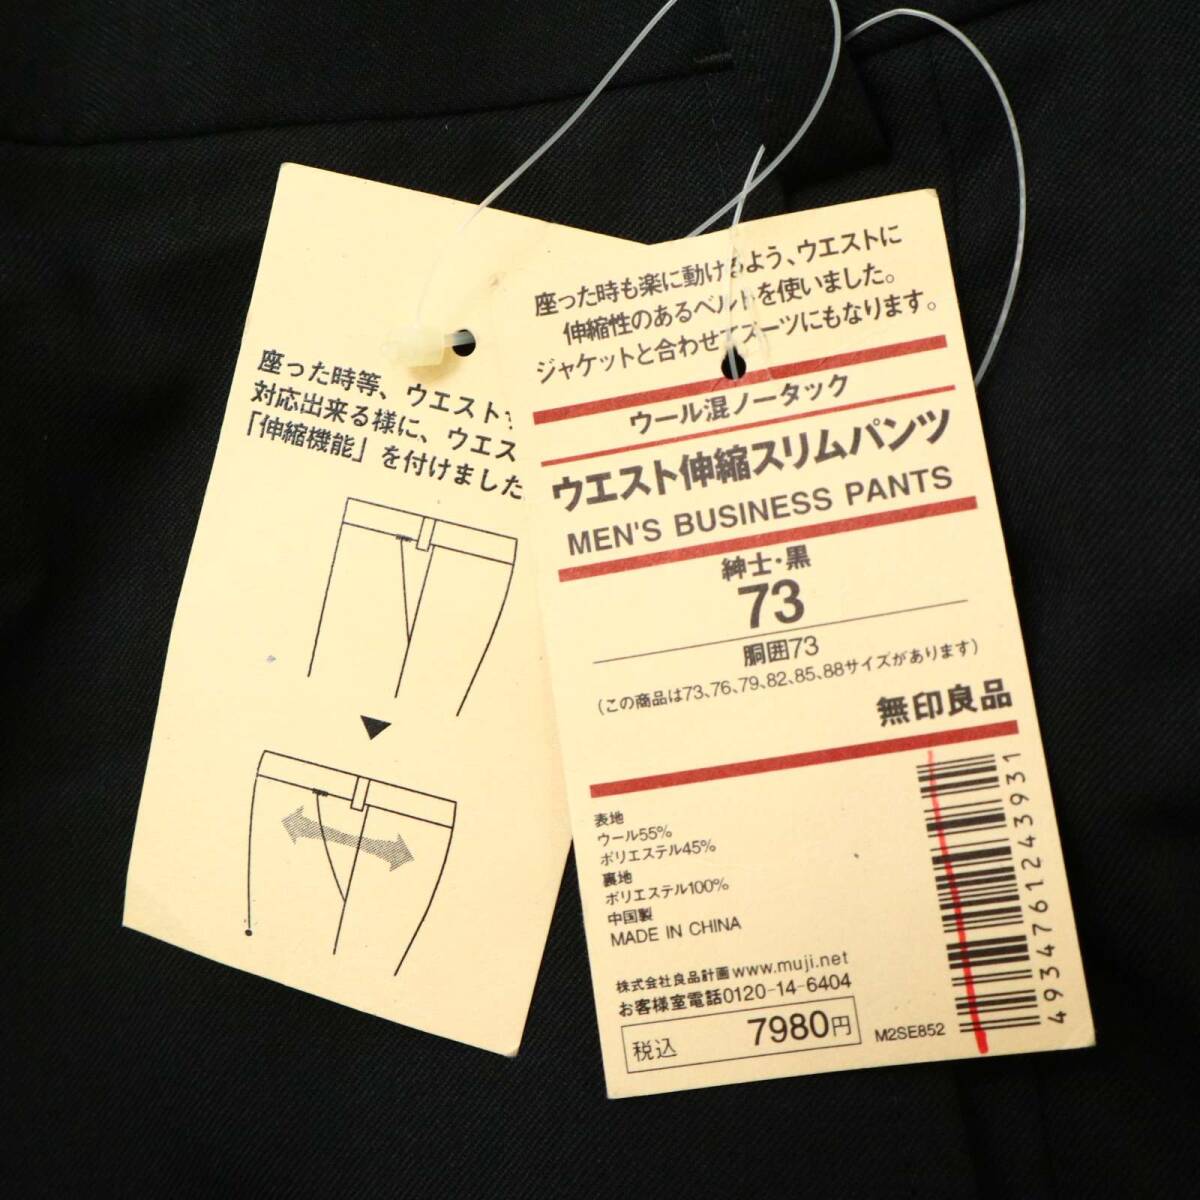 座った時等、ウエスト
対応出来る様に、ウエス
「伸縮機能」を付けました
座った時も楽に動けるよう、ウエストに
伸縮性のあるベルトを使いました。
ジャケットと合わせてスーツにもなります。
ウール混ノータック
ウエスト伸縮スリムパンツ
MEN'S BUSINESS PANTS
紳士・黒
73
胴囲73
（この商品は73、76、79、82、85、88サイズがあります）
無印良品
表地
ウール55%
ポリエステル45%
裏地
ポリエステル100%
中国製
MADE IN CHINA
株式会社良品計画 www.muji.net
お客様室電話0120-14-6404
税込 7980円
M2SE852
4934761243931